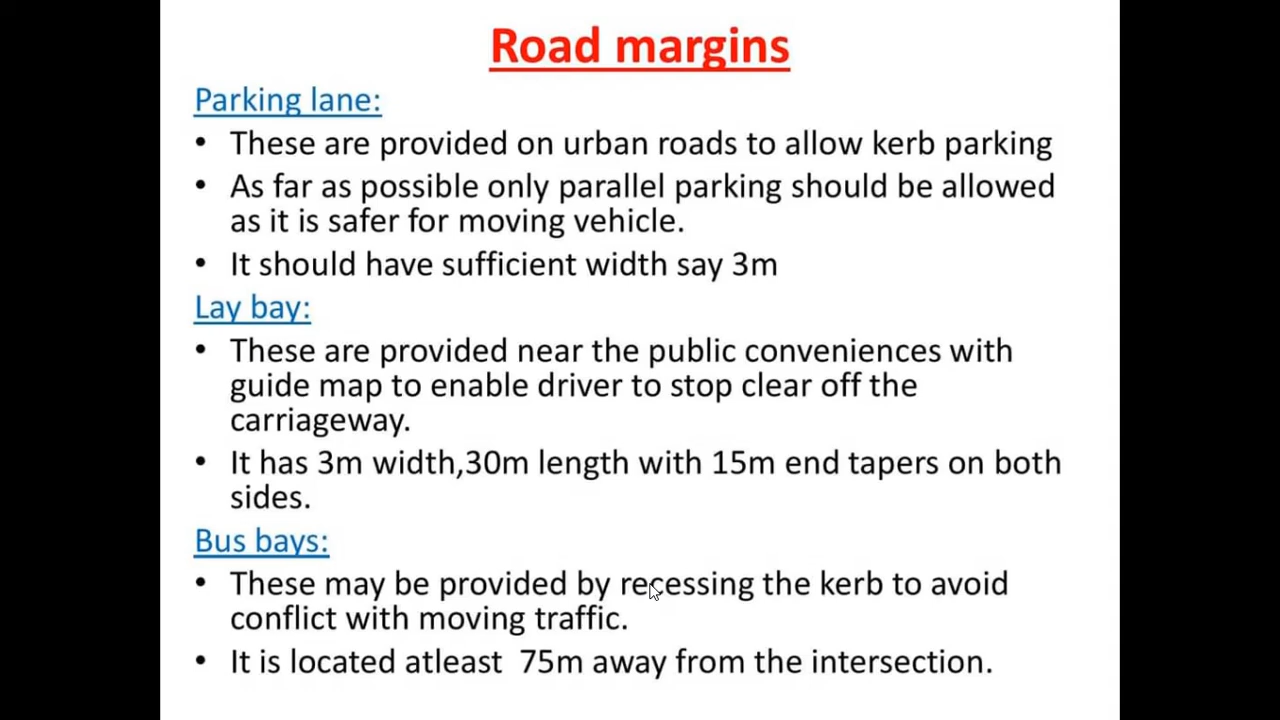 Road margins
Parking lane:
• These are provided on urban roads to allow kerb parking
• As far as possible only parallel parking should be allowed
as it is safer for moving vehicle.
• It should have sufficient width say 3m
Lay bay:
• These are provided near the public conveniences with
guide map to enable driver to stop clear off the
carriageway.
• It has 3m width,30m length with 15m end tapers on both
sides.
Bus bays:
• These may be provided by recessing the kerb to avoid
conflict with moving traffic.
• It is located atleast  75m away from the intersection.